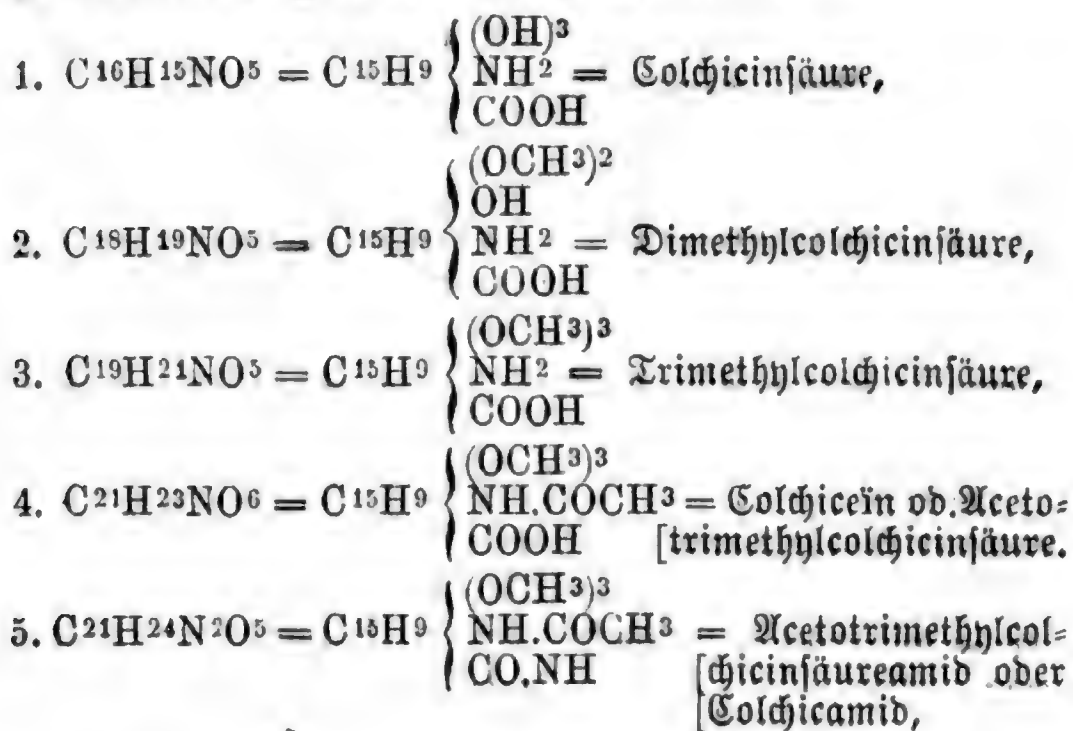 (OH)³
1. C¹⁶H¹⁵NO⁵ = C¹⁵H⁹ { NH² = Colchicinsäure,
COOH
(OCH³)²
OH
2. C¹⁸H¹⁹NO⁵ = C¹⁵H⁹ { NH² = Dimethylcolchicinsäure,
COOH
(OCH³)³
3. C¹⁹H²¹NO⁵ = C¹⁵H⁹ { NH² = Trimethylcolchicinsäure,
COOH
(OCH³)³
4. C²¹H²³NO⁶ = C¹⁵H⁹ { NH.COCH³ = Colchiceïn od. Aceto-
COOH [trimethylcolchicinsäure.
(OCH³)³
5. C²¹H²⁴N²O⁵ = C¹⁵H⁹ { NH.COCH³ = Acetotrimethylcol-
CO.NH [chicinsäureamid oder
[Colchicamid,